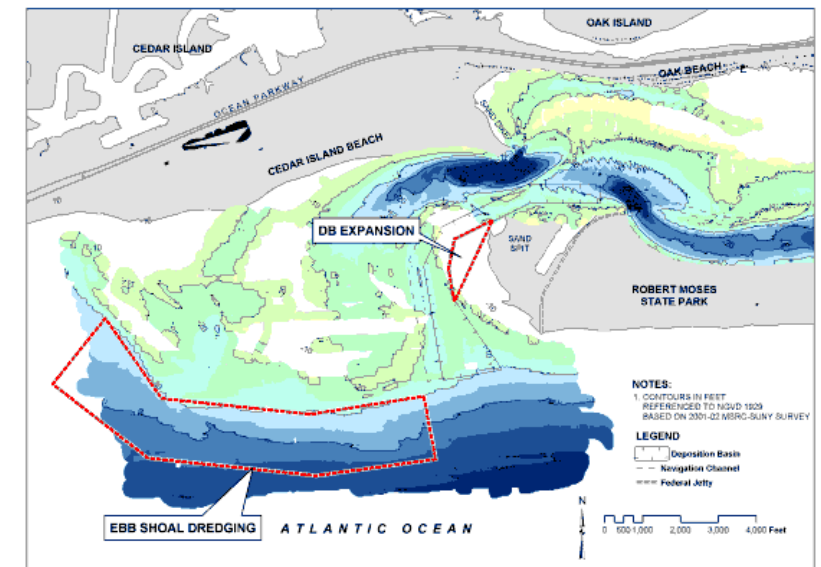 OAK ISLAND
CEDAR ISLAND
OAK BEACH
OCEAN PARKWAY
SAND DIKE
CEDAR ISLAND BEACH
DB EXPANSION
SAND
SPIT
ROBERT MOSES
STATE PARK
NOTES:
1. CONTOURS IN FEET
REFERENCED TO NGVD 1929
BASED ON 2001-02 MSRC-SUNY SURVEY
LEGEND
Deposition Basin
Navigation Channel
Federal Jetty
N
0 500 1,000 2,000 3,000 4,000 Feet
EBB SHOAL DREDGING
ATLANTIC OCEAN